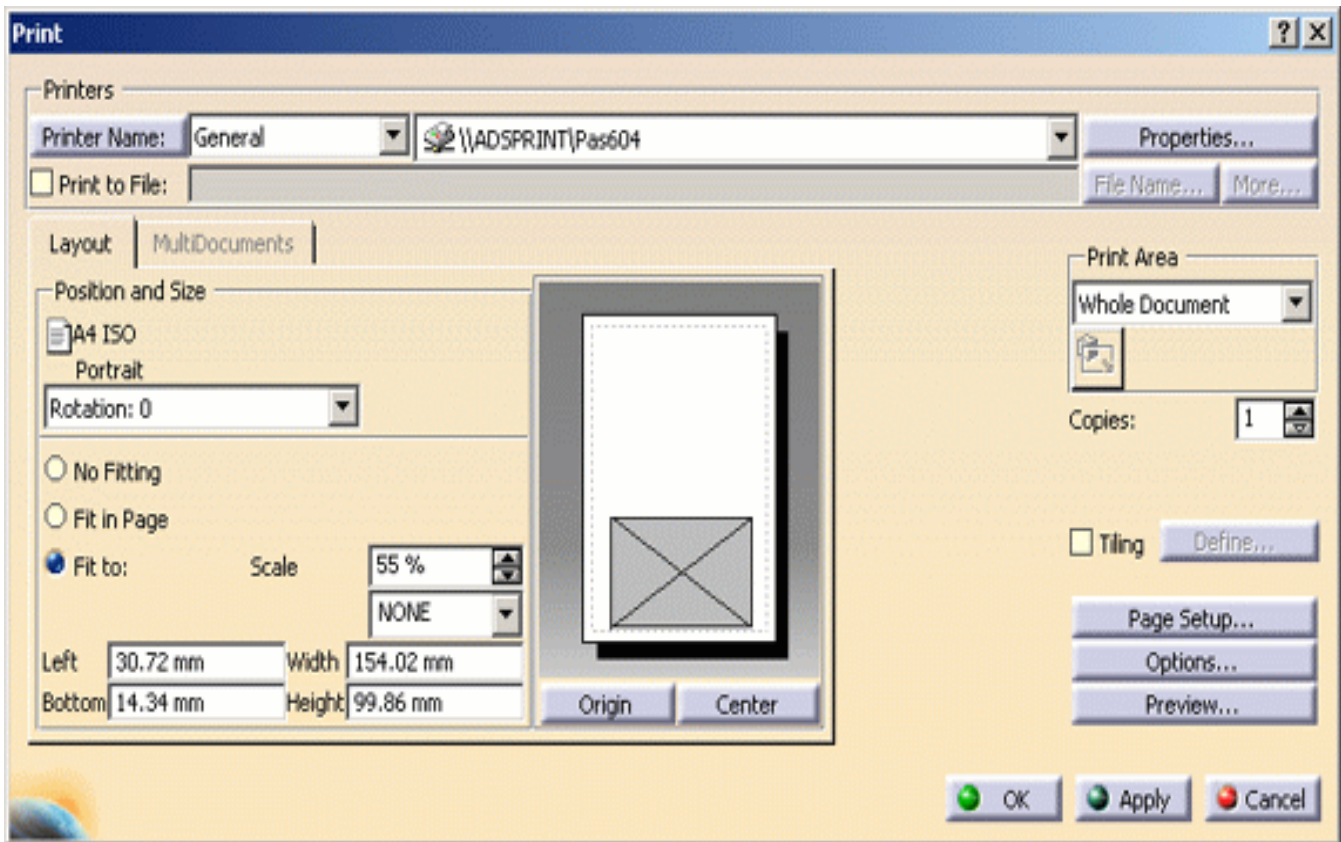 Print
Printers
Printer Name: General \\ADSPRINT\Pas604 Properties...
Print to File: File Name... More...
Layout MultiDocuments
Position and Size
A4 ISO
Portrait
Rotation: 0
No Fitting
Fit in Page
Fit to: Scale 55 %
NONE
Left 30.72 mm Width 154.02 mm
Bottom 14.34 mm Height 99.86 mm
Origin Center
Print Area
Whole Document
Copies: 1
Tiling Define...
Page Setup...
Options...
Preview...
OK Apply Cancel